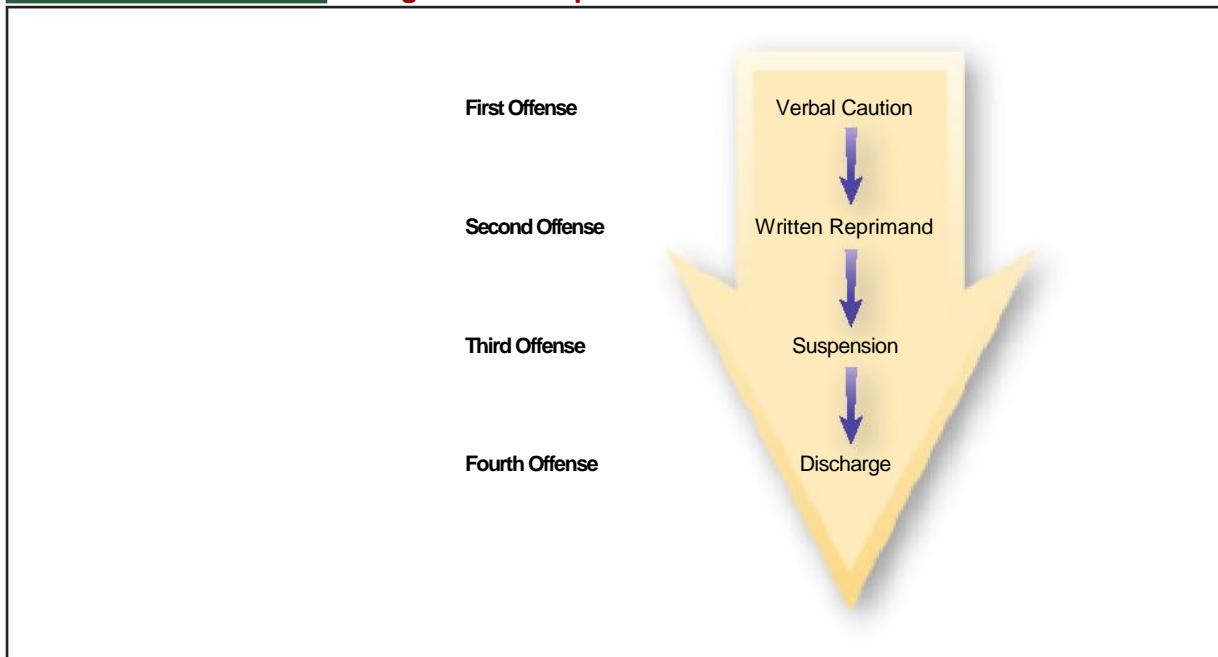 First Offense Verbal Caution
Second Offense Written Reprimand
Third Offense Suspension
Fourth Offense Discharge